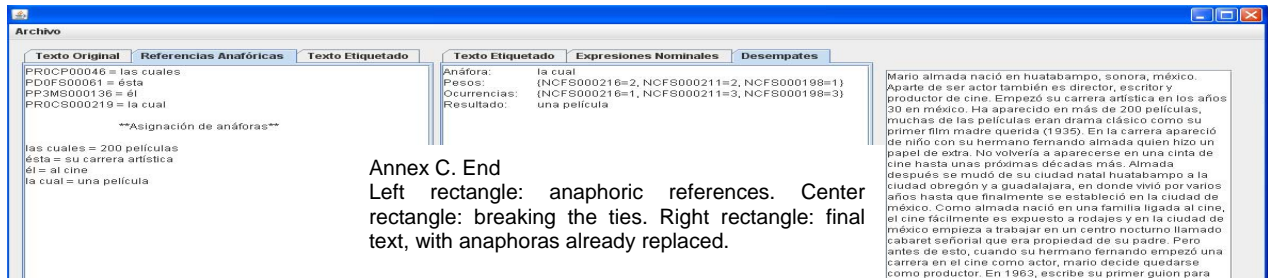 Archivo
Texto Original Referencias Anafóricas Texto Etiquetado
PR0CP00046 = las cuales
PD0FS00061 = ésta
PP3MS000136 = él
PR0CS000219 = la cual
**Asignación de anáforas**
las cuales = 200 películas
ésta = su carrera artística
él = al cine
la cual = una película
Texto Etiquetado Expresiones Nominales Desempates
Anáfora: la cual
Pesos: {NCFS000216=2, NCFS000211=2, NCFS000198=1}
Ocurrencias: {NCFS000216=1, NCFS000211=3, NCFS000198=3}
Resultado: una película
Annex C. End
Left rectangle: anaphoric references. Center
rectangle: breaking the ties. Right rectangle: final
text, with anaphoras already replaced.
Mario almada nació en huatabampo, sonora, méxico.
Aparte de ser actor también es director, escritor y
productor de cine. Empezó su carrera artística en los años
30 en méxico. Ha aparecido en más de 200 películas,
muchas de las películas eran drama clásico como su
primer film madre querida (1935). En la carrera apareció
de niño con su hermano fernando almada quien hizo un
papel de extra. No volvería a aparecerse en una cinta de
cine hasta unas próximas décadas más. Almada
después se mudó de su ciudad natal huatabampo a la
ciudad obregón y a guadalajara, en donde vivió por varios
años hasta que finalmente se estableció en la ciudad de
méxico. Como almada nació en una familia ligada al cine,
el cine fácilmente es expuesto a rodajes y en la ciudad de
méxico empieza a trabajar en un centro nocturno llamado
cabaret señorial que era propiedad de su padre. Pero
antes de esto, cuando su hermano fernando empezó una
carrera en el cine como actor, mario decide quedarse
como productor. En 1963, escribe su primer guion para